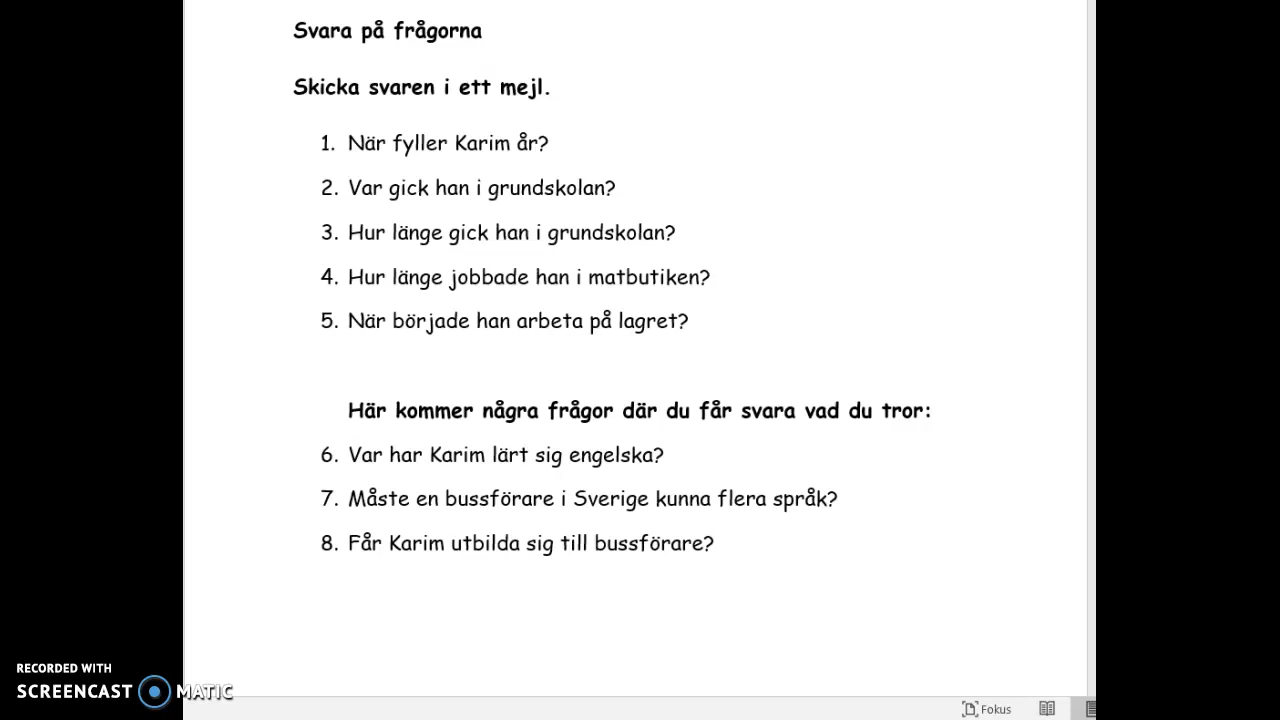 Svara på frågorna
Skicka svaren i ett mejl.
1. När fyller Karim år?
2. Var gick han i grundskolan?
3. Hur länge gick han i grundskolan?
4. Hur länge jobbade han i matbutiken?
5. När började han arbeta på lagret?
Här kommer några frågor där du får svara vad du tror:
6. Var har Karim lärt sig engelska?
7. Måste en bussförare i Sverige kunna flera språk?
8. Får Karim utbilda sig till bussförare?
RECORDED WITH
SCREENCAST MATIC
Fokus